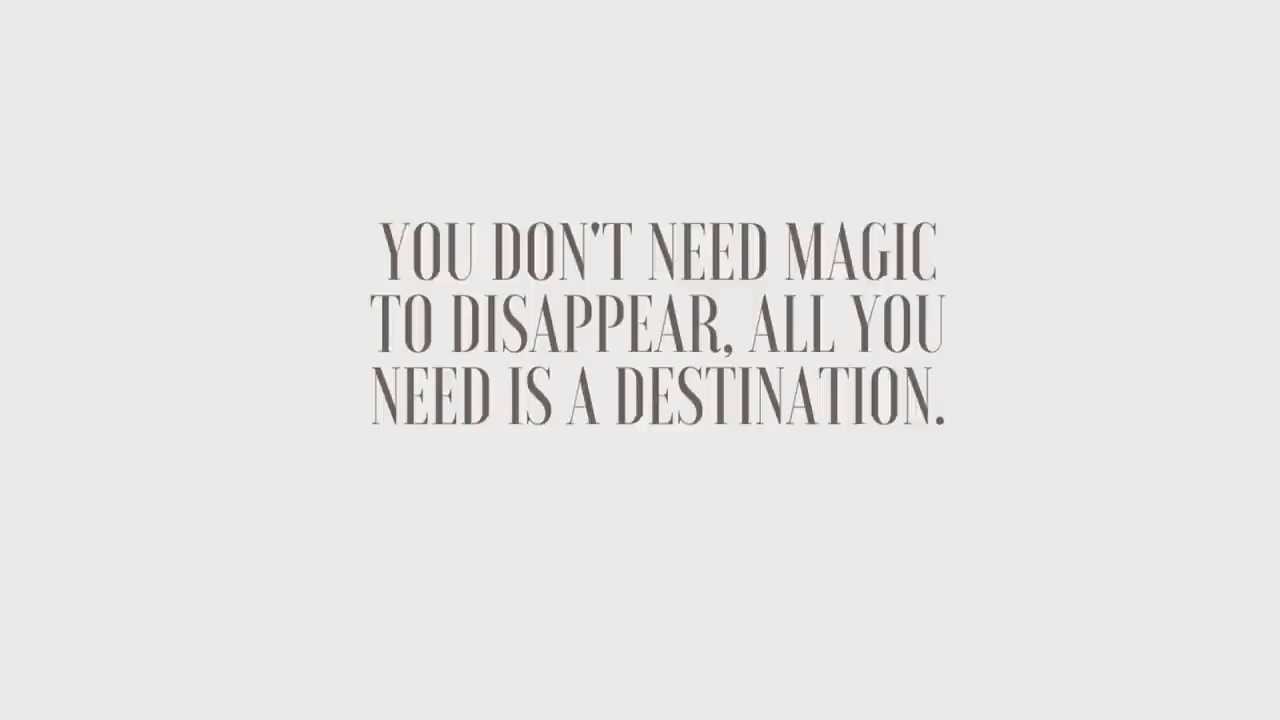 YOU DON'T NEED MAGIC
TO DISAPPEAR, ALL YOU
NEED IS A DESTINATION.